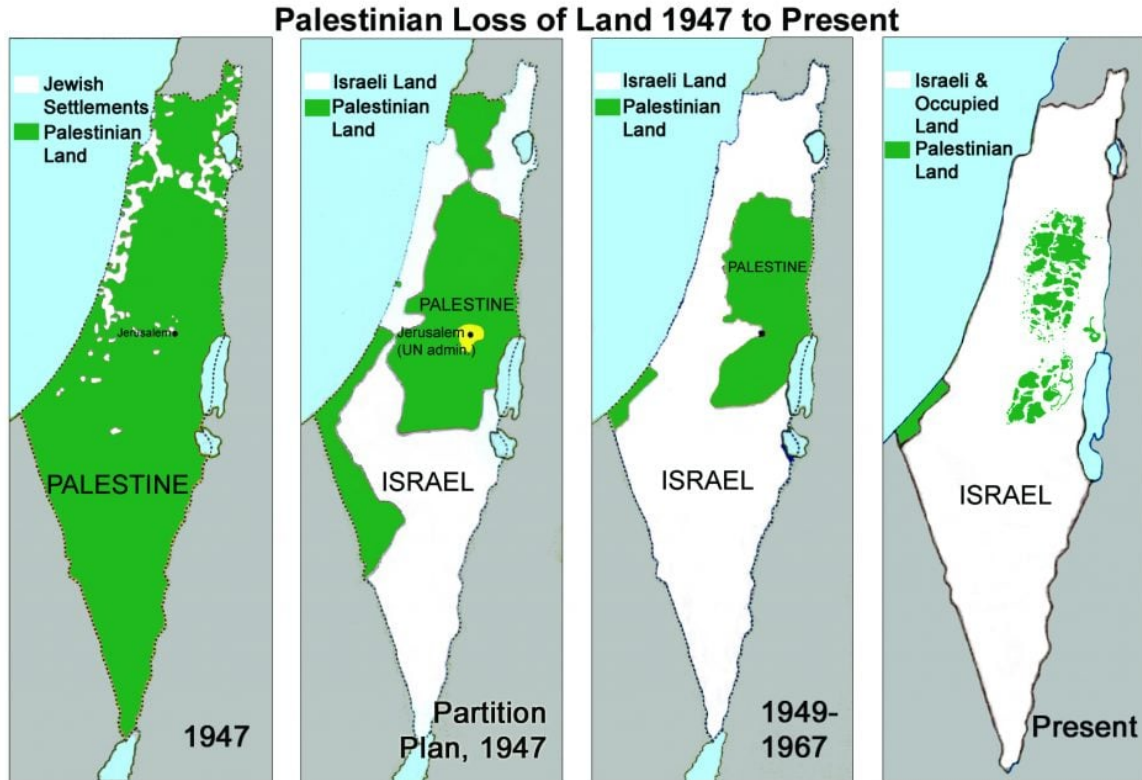 Palestinian Loss of Land 1947 to Present
Jewish
Settlements
Palestinian
Land
Jerusalem
PALESTINE
1947
Israeli Land
Palestinian
Land
PALESTINE
Jerusalem
(UN admin.)
ISRAEL
Partition
Plan, 1947
Israeli Land
Palestinian
Land
PALESTINE
ISRAEL
1949-
1967
Israeli &
Occupied
Land
Palestinian
Land
ISRAEL
Present